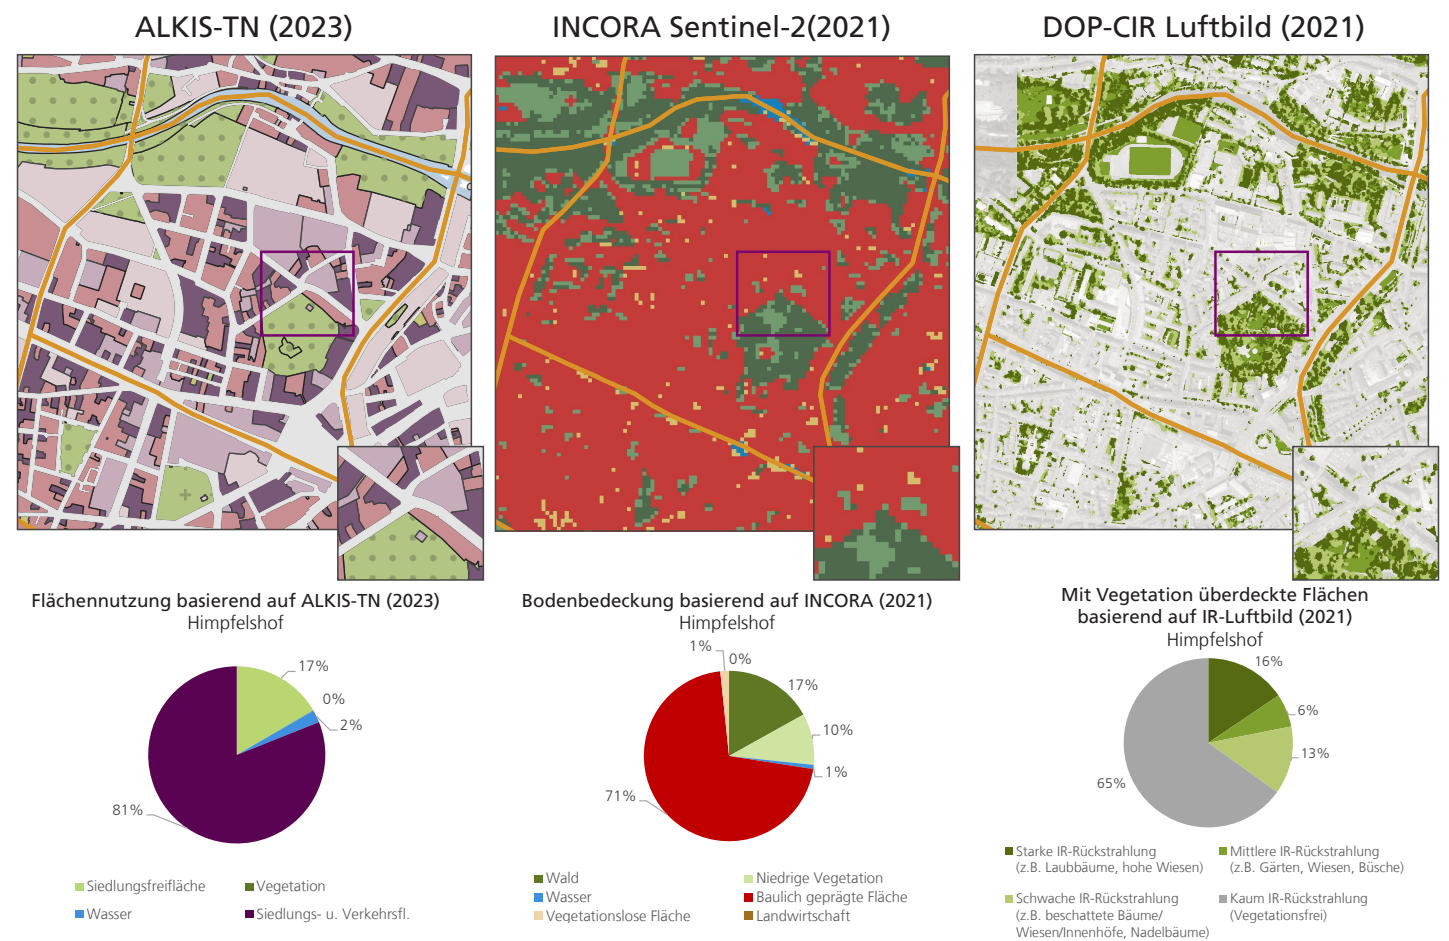 ALKIS-TN (2023)
INCORA Sentinel-2(2021)
DOP-CIR Luftbild (2021)
Flächennutzung basierend auf ALKIS-TN (2023)
Himpfelshof
17%
0%
2%
81%
Siedlungsfreifläche
Vegetation
Wasser
Siedlungs- u. Verkehrsfl.
Bodenbedeckung basierend auf INCORA (2021)
Himpfelshof
1%
0%
17%
10%
1%
71%
Wald
Niedrige Vegetation
Wasser
Baulich geprägte Fläche
Vegetationslose Fläche
Landwirtschaft
Mit Vegetation überdeckte Flächen
basierend auf IR-Luftbild (2021)
Himpfelshof
16%
6%
13%
65%
Starke IR-Rückstrahlung
(z.B. Laubbäume, hohe Wiesen)
Mittlere IR-Rückstrahlung
(z.B. Gärten, Wiesen, Büsche)
Schwache IR-Rückstrahlung
(z.B. beschattete Bäume/
Wiesen/Innenhöfe, Nadelbäume)
Kaum IR-Rückstrahlung
(Vegetationsfrei)